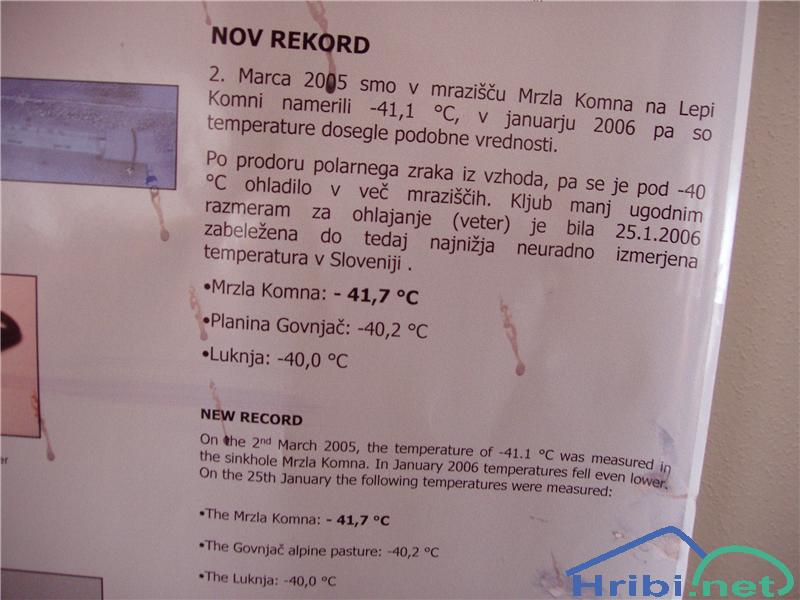 NOV REKORD
2. Marca 2005 smo v mrazišču Mrzla Komna na Lepi
Komni namerili -41,1 °C, v januarju 2006 pa so
temperature dosegle podobne vrednosti.
Po prodoru polarnega zraka iz vzhoda, pa se je pod -40
°C ohladilo v več mraziščih. Kljub manj ugodnim
razmeram za ohlajanje (veter) je bila 25.1.2006
zabeležena do tedaj najnižja neuradno izmerjena
temperatura v Sloveniji .
•Mrzla Komna: - 41,7 °C
•Planina Govnjač: -40,2 °C
•Luknja: -40,0 °C
NEW RECORD
On the 2nd March 2005, the temperature of -41.1 °C was measured in
the sinkhole Mrzla Komna. In January 2006 temperatures fell even lower.
On the 25th January the following temperatures were measured:
•The Mrzla Komna: - 41,7 °C
•The Govnjač alpine pasture: -40,2 °C
•The Luknja: -40,0 °C
er
Hribi.net